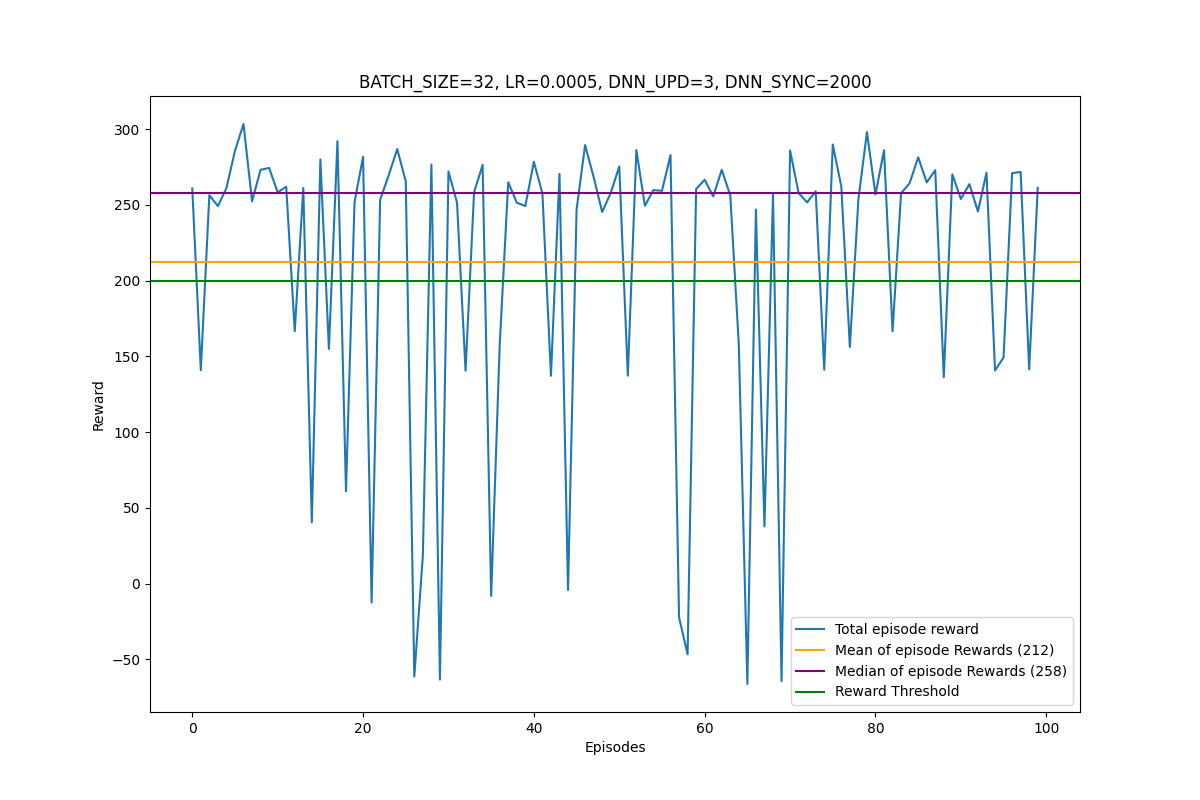 BATCH_SIZE=32, LR=0.0005, DNN_UPD=3, DNN_SYNC=2000
300
250
200
150
100
50
0
−50
Reward
Total episode reward
Mean of episode Rewards (212)
Median of episode Rewards (258)
Reward Threshold
0 20 40 60 80 100
Episodes